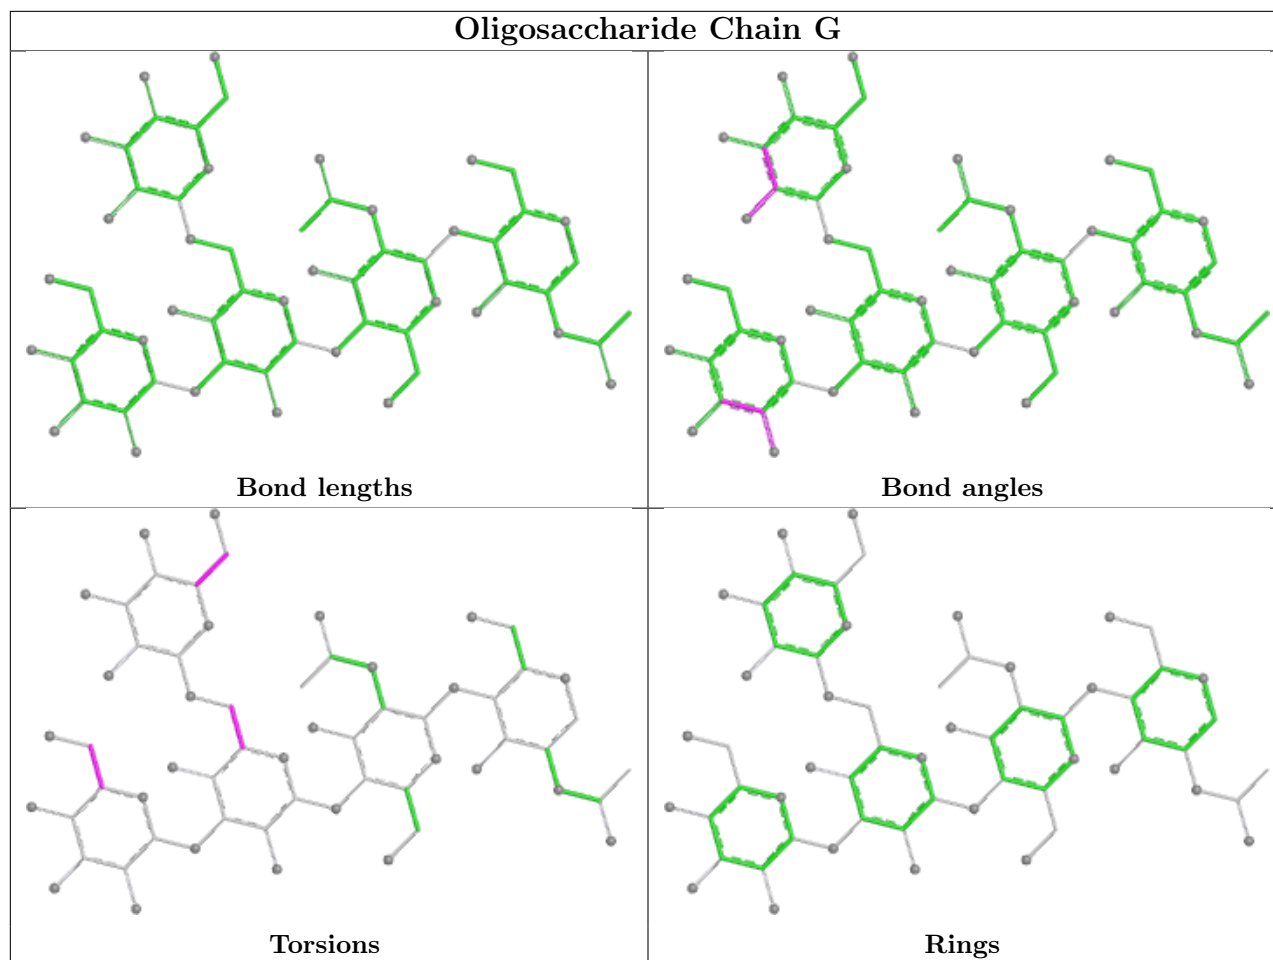 Oligosaccharide Chain G
Bond lengths
Bond angles
Torsions
Rings